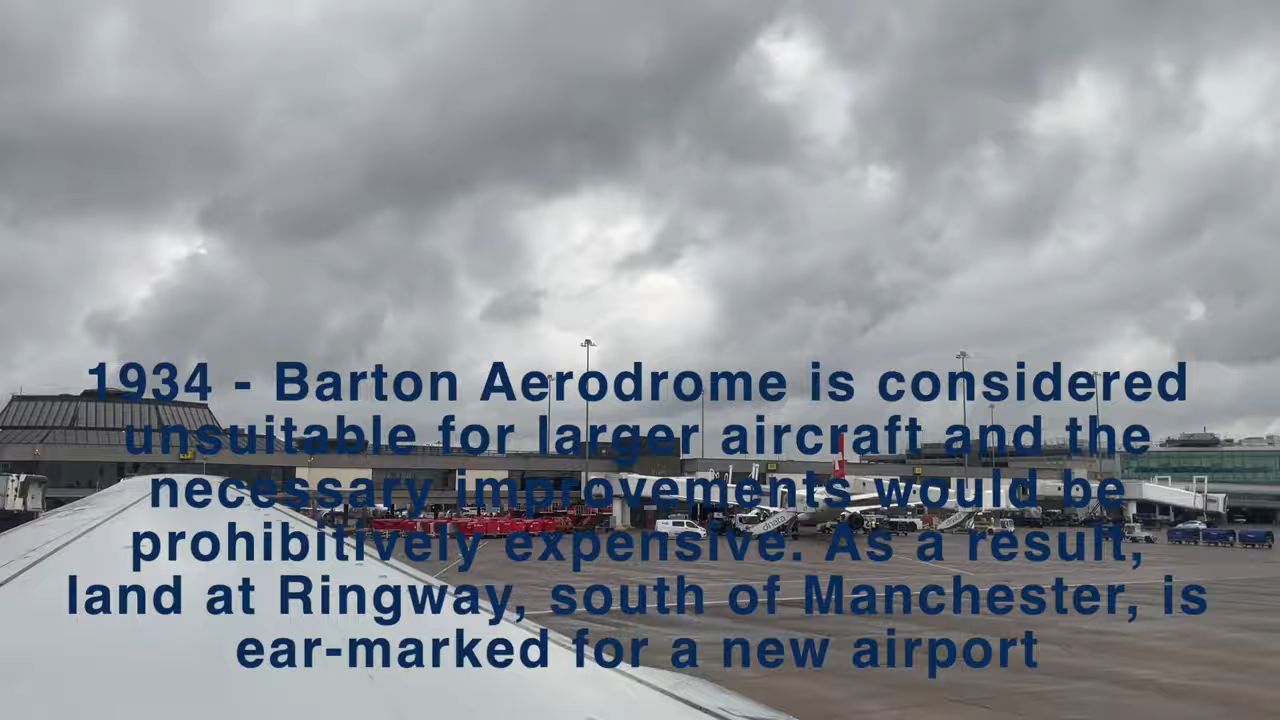 1934 - Barton Aerodrome is considered
unsuitable for larger aircraft and the
necessary improvements would be
prohibitively expensive. As a result,
land at Ringway, south of Manchester, is
ear-marked for a new airport
dnata